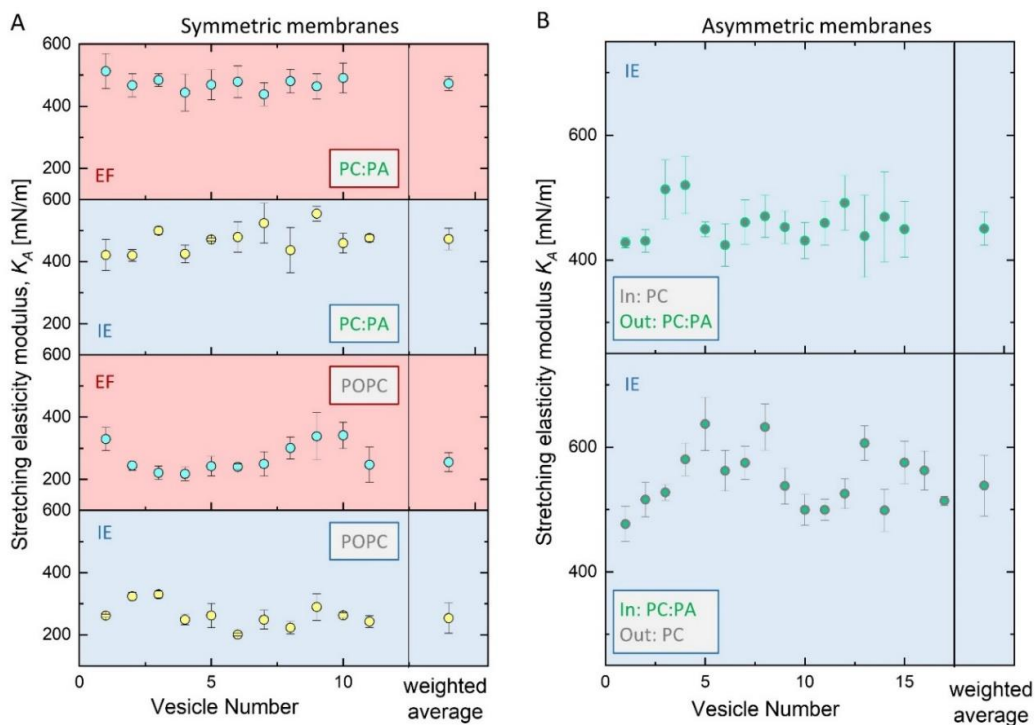 A
Symmetric membranes
Stretching elasticity modulus, K_A [mN/m]
600
400
200
EF
PC:PA
600
400
200
IE
PC:PA
600
400
200
EF
POPC
600
400
200
IE
POPC
0
5
10
weighted
average
Vesicle Number
B
Asymmetric membranes
Stretching elasticity modulus K_A [mN/m]
IE
600
400
In: PC
Out: PC:PA
IE
600
400
In: PC:PA
Out: PC
0
5
10
15
weighted
average
Vesicle Number